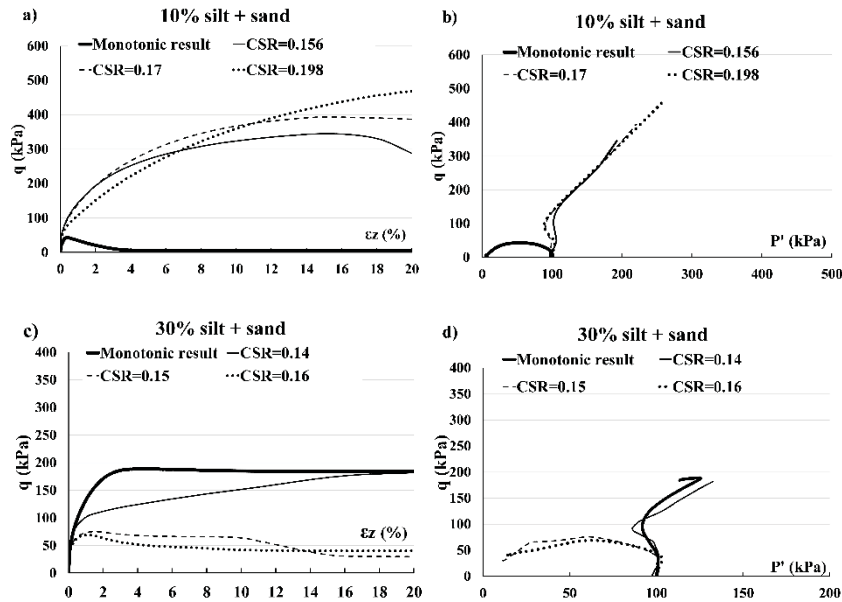 a)
10% silt + sand
600
500
400
300
200
100
0
q (kPa)
Monotonic result
CSR=0.156
CSR=0.17
CSR=0.198
εz (%)
0 2 4 6 8 10 12 14 16 18 20
b)
10% silt + sand
600
500
400
300
200
100
0
q (kPa)
Monotonic result
CSR=0.156
CSR=0.17
CSR=0.198
P' (kPa)
0 100 200 300 400 500
c)
30% silt + sand
400
350
300
250
200
150
100
50
0
q (kPa)
Monotonic result
CSR=0.14
CSR=0.15
CSR=0.16
εz (%)
0 2 4 6 8 10 12 14 16 18 20
d)
30% silt + sand
400
350
300
250
200
150
100
50
0
q (kPa)
Monotonic result
CSR=0.14
CSR=0.15
CSR=0.16
P' (kPa)
0 50 100 150 200